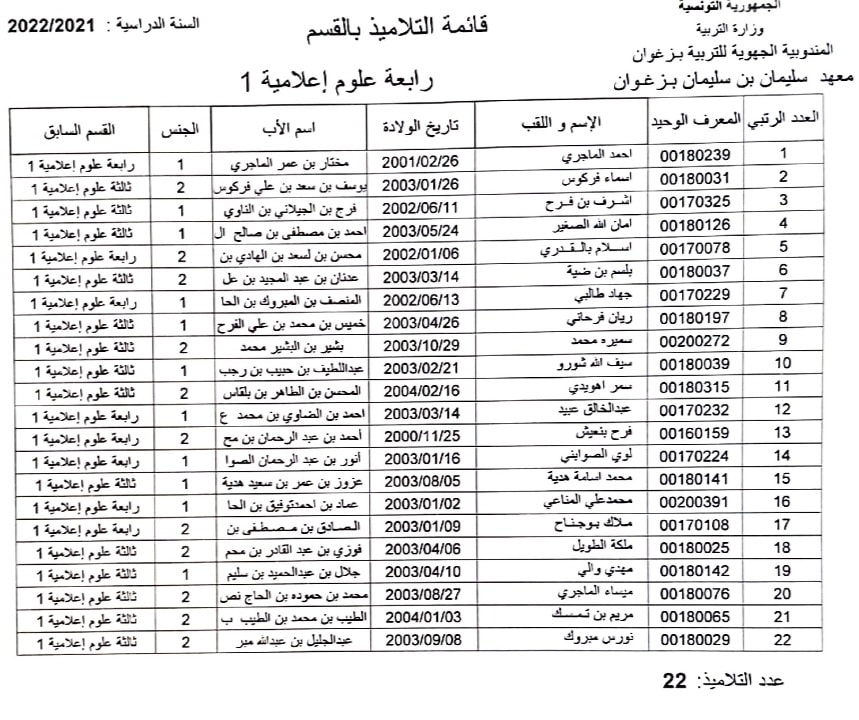 الجمهورية التونسية
وزارة التربية
المندوبية الجهوية للتربية بـزغوان
معهد سليمان بن سليمان بـزغوان
قائمة التلاميذ بالقسم
رابعة علوم إعلامية 1
السنة الدراسية : 2022/2021
العدد الرتبي المعرف الوحيد الإسم و اللقب تاريخ الولادة اسم الأب الجنس القسم السابق
1 00180239 احمد الماجري 2001/02/26 مختار بن عمر الماجري 1 رابعة علوم إعلامية 1
2 00180031 اسماء فركوس 2003/01/26 يوسف بن سعد بن علي فركوس 2 ثالثة علوم إعلامية 1
3 00170325 اشـرف بن فـرح 2002/06/11 فرج بن الجيلاني بن الناوي 1 ثالثة علوم إعلامية 1
4 00180126 امان الله الصغير 2003/05/24 احمد بن مصطفى بن صالح ال 1 ثالثة علوم إعلامية 1
5 00170078 اسـلام بالـقـدري 2002/01/06 محسن بن لسعد بن الهادي بن 2 رابعة علوم إعلامية 1
6 00180037 بلسم بن ضية 2003/03/14 عدنان بن عبد المجيد بن عل 2 ثالثة علوم إعلامية 1
7 00170229 جهاد طالبي 2002/06/13 المنصف بن المبروك بن الحا 1 رابعة علوم إعلامية 1
8 00180197 ريان فرحاتي 2003/04/26 خميس بن محمد بن علي الفرح 1 ثالثة علوم إعلامية 1
9 00200272 سميره محمد 2003/10/29 بشير بن البشير محمد 2 ثالثة علوم إعلامية 1
10 00180039 سيف الله شورو 2003/02/21 عبداللطيف بن حبيب بن رجب 1 ثالثة علوم إعلامية 1
11 00180315 سمر اهويدي 2004/02/16 المحسن بن الطاهر بن بلقاس 2 ثالثة علوم إعلامية 1
12 00170232 عبدالخالق عبيد 2003/03/14 احمد بن الضاوي بن محمد ع 1 رابعة علوم إعلامية 1
13 00160159 فرح بنعيش 2000/11/25 أحمد بن عبد الرحمان بن مح 2 رابعة علوم إعلامية 1
14 00170224 لوي الصوابني 2003/01/16 أنور بن عبد الرحمان الصوا 1 رابعة علوم إعلامية 1
15 00180141 محمد اسامة هدية 2003/08/05 عزوز بن عمر بن سعيد هدية 1 ثالثة علوم إعلامية 1
16 00200391 محمدعلي المناعي 2003/01/02 عماد بن احمدتوفيق بن الحا 1 رابعة علوم إعلامية 1
17 00170108 مـلاك بـوجـناح 2003/01/09 الـصـادق بن مـصـطـفـى بن 2 رابعة علوم إعلامية 1
18 00180025 ملكة الطويل 2003/04/06 فوزي بن عبد القادر بن محم 2 ثالثة علوم إعلامية 1
19 00180142 مهدي والي 2003/04/10 جلال بن عبدالحميد بن سليم 1 ثالثة علوم إعلامية 1
20 00180076 ميساء الماجري 2003/08/27 محمد بن حموده بن الحاج نص 2 ثالثة علوم إعلامية 1
21 00180065 مريم بن تـمـسـك 2004/01/03 الطيب بن محمد بن الطيب ب 2 ثالثة علوم إعلامية 1
22 00180029 نورس مبروك 2003/09/08 عبدالجليل بن عبدالله مبر 2 ثالثة علوم إعلامية 1
عدد التلاميذ: 22